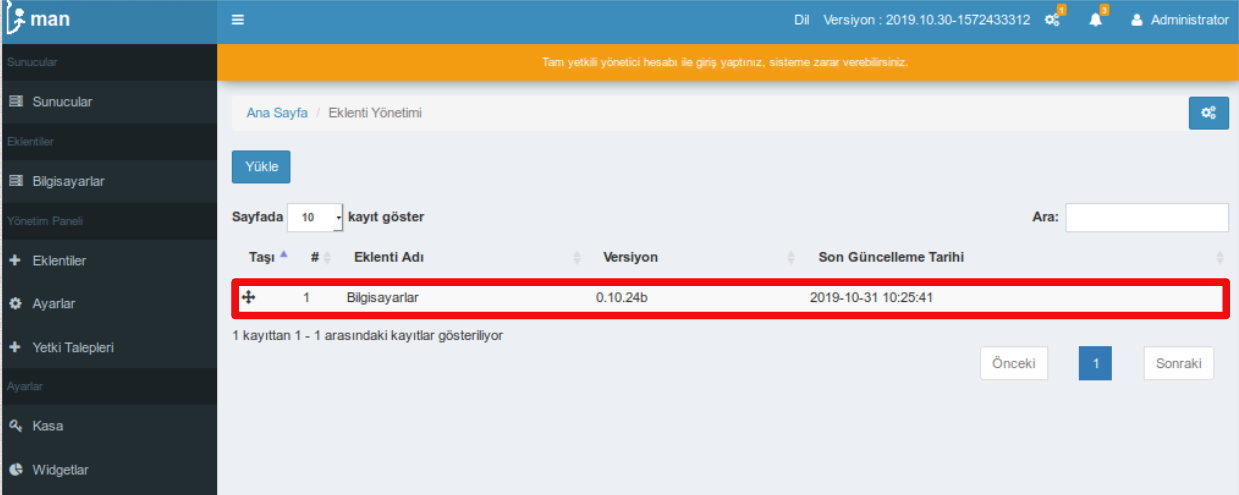 man
Dil Versiyon : 2019.10.30-1572433312 1 3 Administrator
Sunucular
Sunucular
Eklentiler
Bilgisayarlar
Yönetim Paneli
Eklentiler
Ayarlar
Yetki Talepleri
Ayarlar
Kasa
Widgetlar
Tam yetkili yönetici hesabı ile giriş yaptınız, sisteme zarar verebilirsiniz.
Ana Sayfa / Eklenti Yönetimi
Yükle
Sayfada 10 kayıt göster Ara:
Taşı # Eklenti Adı Versiyon Son Güncelleme Tarihi
1 Bilgisayarlar 0.10.24b 2019-10-31 10:25:41
1 kayıttan 1 - 1 arasındaki kayıtlar gösteriliyor
Önceki 1 Sonraki